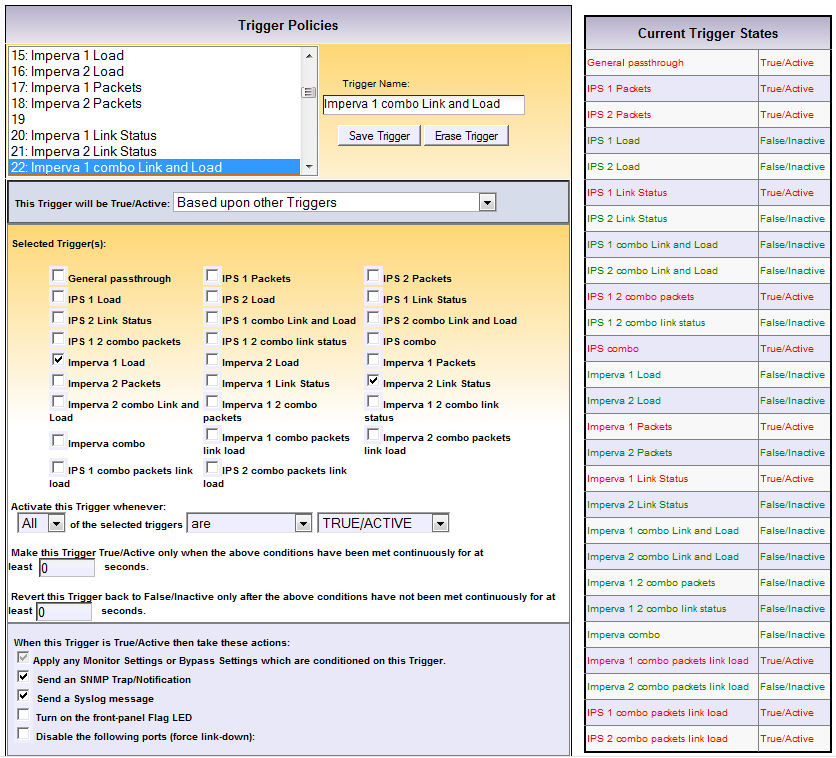 Trigger Policies
15: Imperva 1 Load
16: Imperva 2 Load
17: Imperva 1 Packets
18: Imperva 2 Packets
19
20: Imperva 1 Link Status
21: Imperva 2 Link Status
22: Imperva 1 combo Link and Load
Trigger Name:
Imperva 1 combo Link and Load
Save Trigger Erase Trigger
This Trigger will be True/Active: Based upon other Triggers
Selected Trigger(s):
General passthrough IPS 1 Packets IPS 2 Packets
IPS 1 Load IPS 2 Load IPS 1 Link Status
IPS 2 Link Status IPS 1 combo Link and Load IPS 2 combo Link and Load
IPS 1 2 combo packets IPS 1 2 combo link status IPS combo
Imperva 1 Load Imperva 2 Load Imperva 1 Packets
Imperva 2 Packets Imperva 1 Link Status Imperva 2 Link Status
Imperva 2 combo Link and Load
Imperva 1 2 combo packets
Imperva 1 2 combo link status
Imperva combo
Imperva 1 combo packets link load
Imperva 2 combo packets link load
IPS 1 combo packets link load
IPS 2 combo packets link load
Activate this Trigger whenever:
All of the selected triggers are TRUE/ACTIVE
Make this Trigger True/Active only when the above conditions have been met continuously for at
least 0 seconds.
Revert this Trigger back to False/Inactive only after the above conditions have not been met continuously for at
least 0 seconds.
When this Trigger is True/Active then take these actions:
Apply any Monitor Settings or Bypass Settings which are conditioned on this Trigger.
Send an SNMP Trap/Notification
Send a Syslog message
Turn on the front-panel Flag LED
Disable the following ports (force link-down):
Current Trigger States
General passthrough True/Active
IPS 1 Packets True/Active
IPS 2 Packets True/Active
IPS 1 Load False/Inactive
IPS 2 Load False/Inactive
IPS 1 Link Status True/Active
IPS 2 Link Status False/Inactive
IPS 1 combo Link and Load False/Inactive
IPS 2 combo Link and Load False/Inactive
IPS 1 2 combo packets True/Active
IPS 1 2 combo link status False/Inactive
IPS combo True/Active
Imperva 1 Load False/Inactive
Imperva 2 Load False/Inactive
Imperva 1 Packets True/Active
Imperva 2 Packets False/Inactive
Imperva 1 Link Status True/Active
Imperva 2 Link Status False/Inactive
Imperva 1 combo Link and Load False/Inactive
Imperva 2 combo Link and Load False/Inactive
Imperva 1 2 combo packets False/Inactive
Imperva 1 2 combo link status False/Inactive
Imperva combo False/Inactive
Imperva 1 combo packets link load True/Active
Imperva 2 combo packets link load False/Inactive
IPS 1 combo packets link load True/Active
IPS 2 combo packets link load True/Active